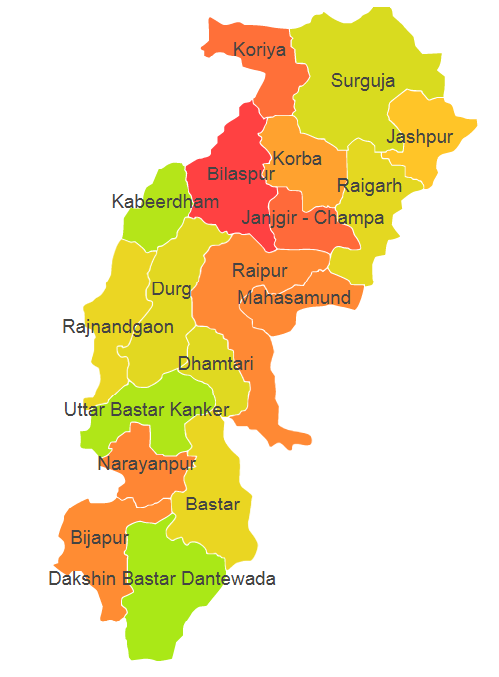 Koriya
Surguja
Jashpur
Korba
Bilaspur
Raigarh
Kabeerdham
Janjgir - Champa
Raipur
Durg
Mahasamund
Rajnandgaon
Dhamtari
Uttar Bastar Kanker
Narayanpur
Bastar
Bijapur
Dakshin Bastar Dantewada